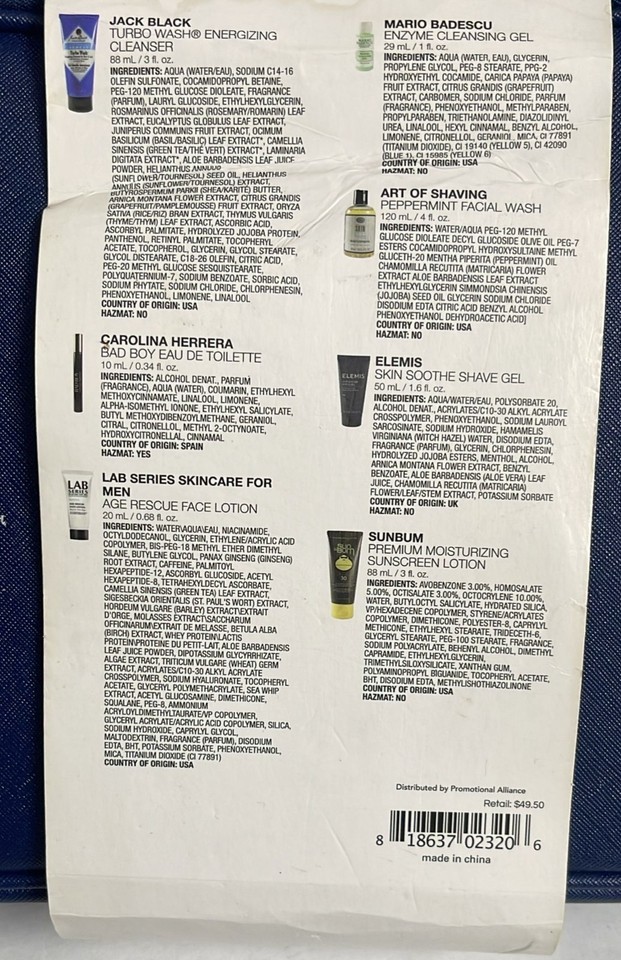 JACK BLACK
TURBO WASH® ENERGIZING
CLEANSER
88 mL / 3 fl. oz.
INGREDIENTS: AQUA (WATER/EAU), SODIUM C14-16
OLEFIN SULFONATE, COCAMIDOPROPYL BETAINE,
PEG-120 METHYL GLUCOSE DIOLEATE, FRAGRANCE
(PARFUM), LAURYL GLUCOSIDE, ETHYLHEXYLGLYCERIN,
ROSMARINUS OFFICINALIS (ROSEMARY/ROMARIN) LEAF
EXTRACT, EUCALYPTUS GLOBULUS LEAF EXTRACT,
JUNIPERUS COMMUNIS FRUIT EXTRACT, OCIMUM
BASILICUM (BASIL/BASILIC) LEAF EXTRACT*, CAMELLIA
SINENSIS (GREEN TEA/THÉ VERT) EXTRACT*, LAMINARIA
DIGITATA EXTRACT*, ALOE BARBADENSIS LEAF JUICE
POWDER, HELIANTHUS ANNUUS
(SUNFLOWER/TOURNESOL) SEED OIL, HELIANTHUS
ANNUUS (SUNFLOWER/TOURNESOL) EXTRACT,
BUTYROSPERMUM PARKII (SHEA/KARITÉ) BUTTER,
ARNICA MONTANA FLOWER EXTRACT, CITRUS GRANDIS
(GRAPEFRUIT/PAMPLEMOUSSE) FRUIT EXTRACT, ORYZA
SATIVA (RICE/RIZ) BRAN EXTRACT, THYMUS VULGARIS
(THYME/THYM) LEAF EXTRACT, ASCORBIC ACID,
ASCORBYL PALMITATE, HYDROLYZED JOJOBA PROTEIN,
PANTHENOL, RETINYL PALMITATE, TOCOPHERYL
ACETATE, TOCOPHEROL, GLYCERIN, GLYCOL STEARATE,
GLYCOL DISTEARATE, C18-26 OLEFIN, CITRIC ACID,
PEG-20 METHYL GLUCOSE SESQUISTEARATE,
POLYQUATERNIUM-7, SODIUM BENZOATE, SORBIC ACID,
SODIUM PHYTATE, SODIUM CHLORIDE, CHLORPHENESIN,
PHENOXYETHANOL, LIMONENE, LINALOOL
COUNTRY OF ORIGIN: USA
HAZMAT: NO
CAROLINA HERRERA
BAD BOY EAU DE TOILETTE
10 mL / 0.34 fl. oz.
INGREDIENTS: ALCOHOL DENAT., PARFUM
(FRAGRANCE), AQUA (WATER), COUMARIN, ETHYLHEXYL
METHOXYCINNAMATE, LINALOOL, LIMONENE,
ALPHA-ISOMETHYL IONONE, ETHYLHEXYL SALICYLATE,
BUTYL METHOXYDIBENZOYLMETHANE, GERANIOL,
CITRAL, CITRONELLOL, METHYL 2-OCTYNOATE,
HYDROXYCITRONELLAL, CINNAMAL
COUNTRY OF ORIGIN: SPAIN
HAZMAT: YES
LAB SERIES SKINCARE FOR
MEN
AGE RESCUE FACE LOTION
20 mL / 0.68 fl. oz.
INGREDIENTS: WATER\AQUA\EAU, NIACINAMIDE,
OCTYLDODECANOL, GLYCERIN, ETHYLENE/ACRYLIC ACID
COPOLYMER, BIS-PEG-18 METHYL ETHER DIMETHYL
SILANE, BUTYLENE GLYCOL, PANAX GINSENG (GINSENG)
ROOT EXTRACT, CAFFEINE, PALMITOYL
HEXAPEPTIDE-12, ASCORBYL GLUCOSIDE, ACETYL
HEXAPEPTIDE-8, TETRAHEXYLDECYL ASCORBATE,
CAMELLIA SINENSIS (GREEN TEA) LEAF EXTRACT,
SIGESBECKIA ORIENTALIS (ST. PAUL'S WORT) EXTRACT,
HORDEUM VULGARE (BARLEY) EXTRACT\EXTRAIT
D'ORGE, MOLASSES EXTRACT\SACCHARUM
OFFICINARUM\EXTRAIT DE MÉLASSE, BETULA ALBA
(BIRCH) EXTRACT, WHEY PROTEIN\LACTIS
PROTEIN\PROTÉINE DU PETIT-LAIT, ALOE BARBADENSIS
LEAF JUICE POWDER, DIPOTASSIUM GLYCYRRHIZATE,
ALGAE EXTRACT, TRITICUM VULGARE (WHEAT) GERM
EXTRACT, ACRYLATES/C10-30 ALKYL ACRYLATE
CROSSPOLYMER, SODIUM HYALURONATE, TOCOPHERYL
ACETATE, GLYCERYL POLYMETHACRYLATE, SEA WHIP
EXTRACT, ACETYL GLUCOSAMINE, DIMETHICONE,
SQUALANE, PEG-8, AMMONIUM
ACRYLOYLDIMETHYLTAURATE/VP COPOLYMER,
GLYCERYL ACRYLATE/ACRYLIC ACID COPOLYMER, SILICA,
SODIUM HYDROXIDE, CAPRYLYL GLYCOL,
MALTODEXTRIN, FRAGRANCE (PARFUM), DISODIUM
EDTA, BHT, POTASSIUM SORBATE, PHENOXYETHANOL,
MICA, TITANIUM DIOXIDE (CI 77891)
COUNTRY OF ORIGIN: USA
MARIO BADESCU
ENZYME CLEANSING GEL
29 mL / 1 fl. oz.
INGREDIENTS: AQUA (WATER, EAU), GLYCERIN,
PROPYLENE GLYCOL, PEG-8 STEARATE, PPG-2
HYDROXYETHYL COCAMIDE, CARICA PAPAYA (PAPAYA)
FRUIT EXTRACT, CITRUS GRANDIS (GRAPEFRUIT)
EXTRACT, CARBOMER, SODIUM CHLORIDE, PARFUM
(FRAGRANCE), PHENOXYETHANOL, METHYLPARABEN,
PROPYLPARABEN, TRIETHANOLAMINE, DIAZOLIDINYL
UREA, LINALOOL, HEXYL CINNAMAL, BENZYL ALCOHOL,
LIMONENE, CITRONELLOL, GERANIOL, MICA, CI 77891
(TITANIUM DIOXIDE), CI 19140 (YELLOW 5), CI 42090
(BLUE 1), CI 15985 (YELLOW 6)
COUNTRY OF ORIGIN: USA
HAZMAT: NO
ART OF SHAVING
PEPPERMINT FACIAL WASH
120 mL / 4 fl. oz.
INGREDIENTS: WATER/AQUA PEG-120 METHYL
GLUCOSE DIOLEATE DECYL GLUCOSIDE OLIVE OIL PEG-7
ESTERS COCAMIDOPROPYL HYDROXYSULTAINE METHYL
GLUCETH-20 MENTHA PIPERITA (PEPPERMINT) OIL
CHAMOMILLA RECUTITA (MATRICARIA) FLOWER
EXTRACT ALOE BARBADENSIS LEAF EXTRACT
ETHYLHEXYLGLYCERIN SIMMONDSIA CHINENSIS
(JOJOBA) SEED OIL GLYCERIN SODIUM CHLORIDE
DISODIUM EDTA CITRIC ACID BENZYL ALCOHOL
PHENOXYETHANOL DEHYDROACETIC ACID]
COUNTRY OF ORIGIN: USA
HAZMAT: NO
ELEMIS
SKIN SOOTHE SHAVE GEL
50 mL / 1.6 fl. oz.
INGREDIENTS: AQUA/WATER/EAU, POLYSORBATE 20,
ALCOHOL DENAT., ACRYLATES/C10-30 ALKYL ACRYLATE
CROSSPOLYMER, PHENOXYETHANOL, SODIUM LAUROYL
SARCOSINATE, SODIUM HYDROXIDE, HAMAMELIS
VIRGINIANA (WITCH HAZEL) WATER, DISODIUM EDTA,
FRAGRANCE (PARFUM), GLYCERIN, CHLORPHENESIN,
HYDROLYZED JOJOBA ESTERS, MENTHOL, ALCOHOL,
ARNICA MONTANA FLOWER EXTRACT, BENZYL
BENZOATE, ALOE BARBADENSIS (ALOE VERA) LEAF
JUICE, CHAMOMILLA RECUTITA (MATRICARIA)
FLOWER/LEAF/STEM EXTRACT, POTASSIUM SORBATE
COUNTRY OF ORIGIN: UK
HAZMAT: NO
SUNBUM
PREMIUM MOISTURIZING
SUNSCREEN LOTION
88 mL / 3 fl. oz.
INGREDIENTS: AVOBENZONE 3.00%, HOMOSALATE
5.00%, OCTISALATE 3.00%, OCTOCRYLENE 10.00%,
WATER, BUTYLOCTYL SALICYLATE, HYDRATED SILICA,
VP/HEXADECENE COPOLYMER, STYRENE/ACRYLATES
COPOLYMER, DIMETHICONE, POLYESTER-8, CAPRYLYL
METHICONE, ETHYLHEXYL STEARATE, TRIDECETH-6,
GLYCERYL STEARATE, PEG-100 STEARATE, FRAGRANCE,
SODIUM POLYACRYLATE, BEHENYL ALCOHOL, DIMETHYL
CAPRAMIDE, ETHYLHEXYLGLYCERIN,
TRIMETHYLSILOXYSILICATE, XANTHAN GUM,
POLYAMINOPROPYL BIGUANIDE, TOCOPHERYL ACETATE,
BHT, DISODIUM EDTA, METHYLISOTHIAZOLINONE
COUNTRY OF ORIGIN: USA
HAZMAT: NO
Distributed by Promotional Alliance
Retail: $49.50
8 18637 02320 6
made in china
LAB
SERIES
ELEMIS